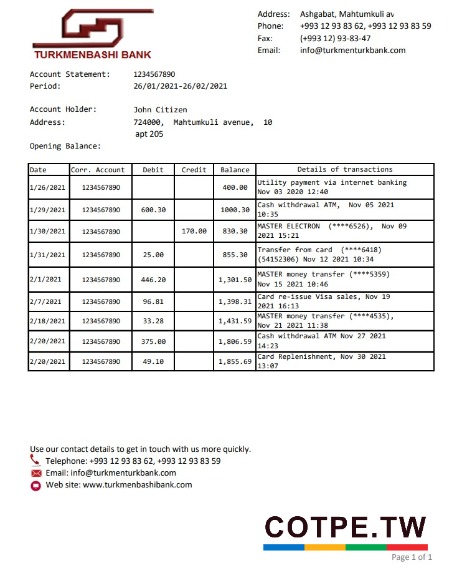 TURKMENBASHI BANK
Address: Ashgabat, Mahtumkuli av
Phone: +993 12 93 83 62, +993 12 93 83 59
Fax: (+993 12) 93-83-47
Email: info@turkmenturkbank.com
Account Statement: 1234567890
Period: 26/01/2021-26/02/2021
Account Holder: John Citizen
Address: 724000, Mahtumkuli avenue, 10
apt 205
Opening Balance:
Date Corr. Account Debit Credit Balance Details of transactions
1/26/2021 1234567890 400.00 Utility payment via internet banking
Nov 03 2020 12:40
1/29/2021 1234567890 600.30 1000.30 Cash withdrawal ATM, Nov 05 2021
10:35
1/30/2021 1234567890 170.00 830.30 MASTER ELECTRON (****6526), Nov 09
2021 15:21
1/31/2021 1234567890 25.00 855.30 Transfer from card (****6418)
(54152306) Nov 12 2021 10:34
2/1/2021 1234567890 446.20 1,301.50 MASTER money transfer (****5359)
Nov 15 2021 10:46
2/7/2021 1234567890 96.81 1,398.31 Card re-issue Visa sales, Nov 19
2021 16:13
2/18/2021 1234567890 33.28 1,431.59 MASTER money transfer (****4535),
Nov 21 2021 11:38
2/20/2021 1234567890 375.00 1,806.59 Cash withdrawal ATM Nov 27 2021
14:23
2/20/2021 1234567890 49.10 1,855.69 Card Replenishment, Nov 30 2021
13:07
Use our contact details to get in touch with us more quickly.
Telephone: +993 12 93 83 62, +993 12 93 83 59
Email: info@turkmenturkbank.com
Web site: www.turkmenbashibank.com
COTPE.TW
Page 1 of 1